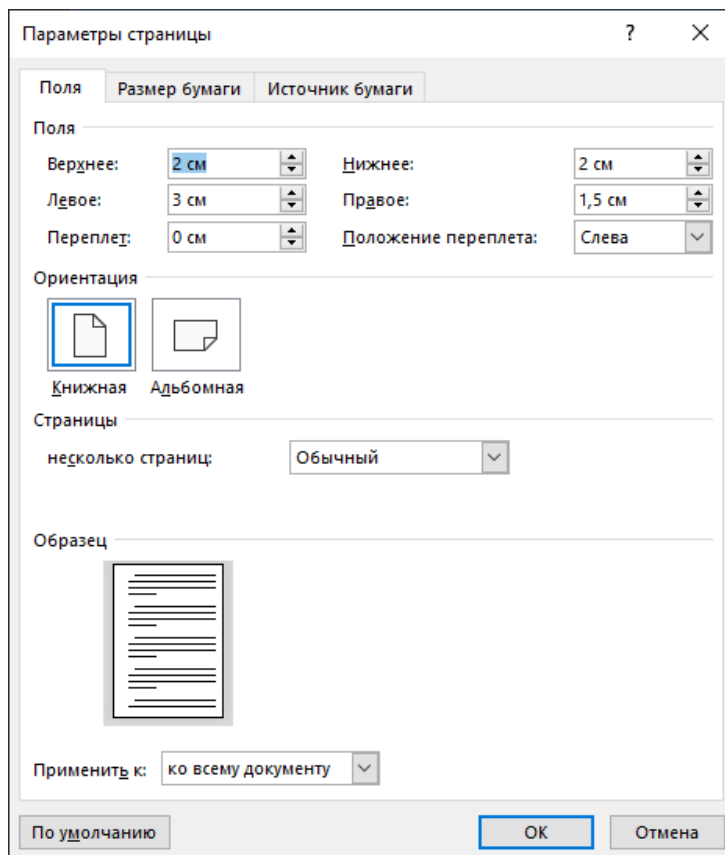 Параметры страницы ?
Поля Размер бумаги Источник бумаги
Поля
Верхнее: 2 см Нижнее: 2 см
Левое: 3 см Правое: 1,5 см
Переплет: 0 см Положение переплета: Слева
Ориентация
Книжная Альбомная
Страницы
несколько страниц: Обычный
Образец
Применить к: ко всему документу
По умолчанию ОК Отмена